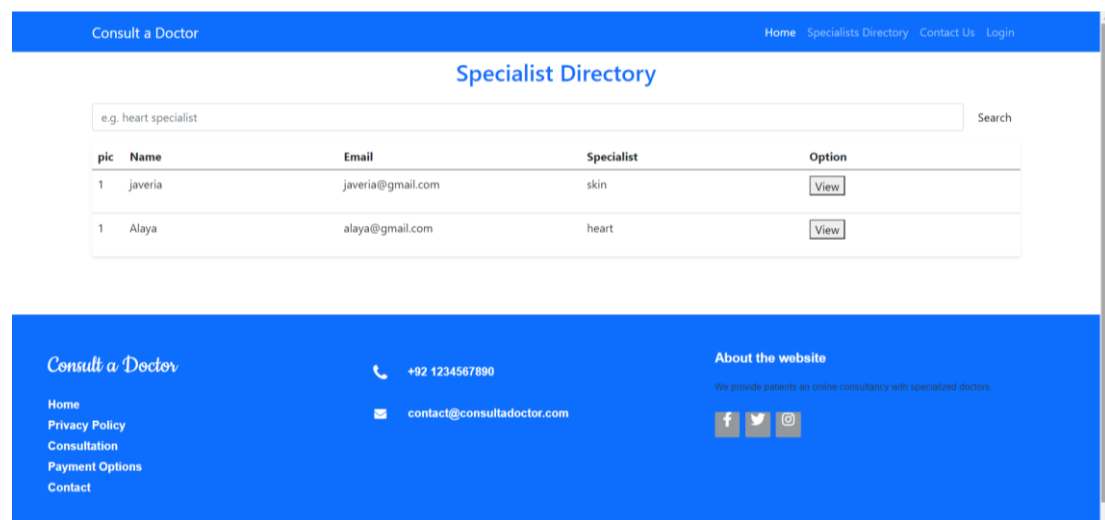 Consult a Doctor Home Specialists Directory Contact Us Login
Specialist Directory
e.g. heart specialist Search
pic Name Email Specialist Option
1 javeria javeria@gmail.com skin View
1 Alaya alaya@gmail.com heart View
Consult a Doctor
Home
Privacy Policy
Consultation
Payment Options
Contact
+92 1234567890
contact@consultadoctor.com
About the website
We provide patients an online consultancy with specialized doctors.